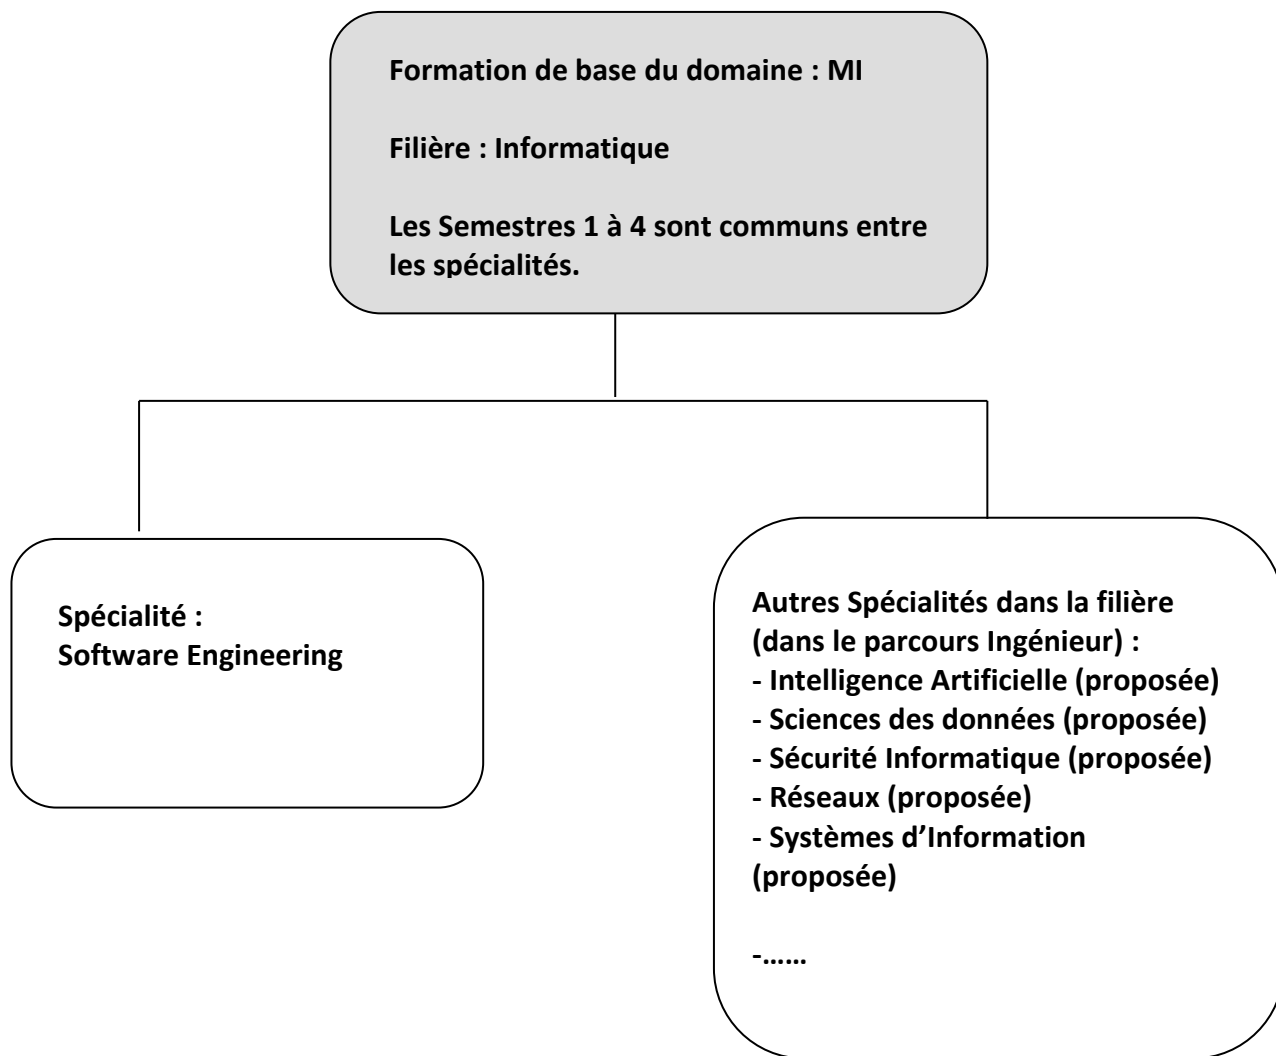 Formation de base du domaine : MI
Filière : Informatique
Les Semestres 1 à 4 sont communs entre
les spécialités.
Spécialité :
Software Engineering
Autres Spécialités dans la filière
(dans le parcours Ingénieur) :
- Intelligence Artificielle (proposée)
- Sciences des données (proposée)
- Sécurité Informatique (proposée)
- Réseaux (proposée)
- Systèmes d’Information
(proposée)
-……